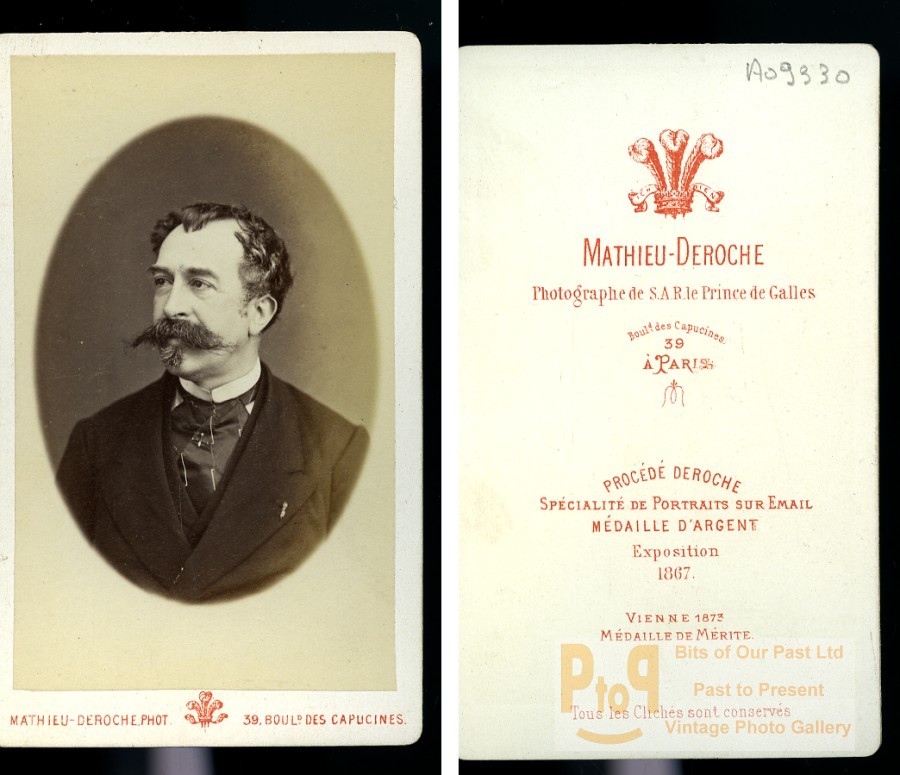 MATHIEU-DEROCHE, PHOT. 39, BOULD DES CAPUCINES.
A09330
MATHIEU-DEROCHE
Photographe de S.A.R. le Prince de Galles
Bould des Capucines.
39
À PARIS
PROCÉDÉ DEROCHE
SPÉCIALITÉ DE PORTRAITS SUR EMAIL
MÉDAILLE D'ARGENT
Exposition
1867.
VIENNE 1873
MÉDAILLE DE MÉRITE.
Tous les Clichés sont conservés
PtoP
Bits of Our Past Ltd
Past to Present
Vintage Photo Gallery